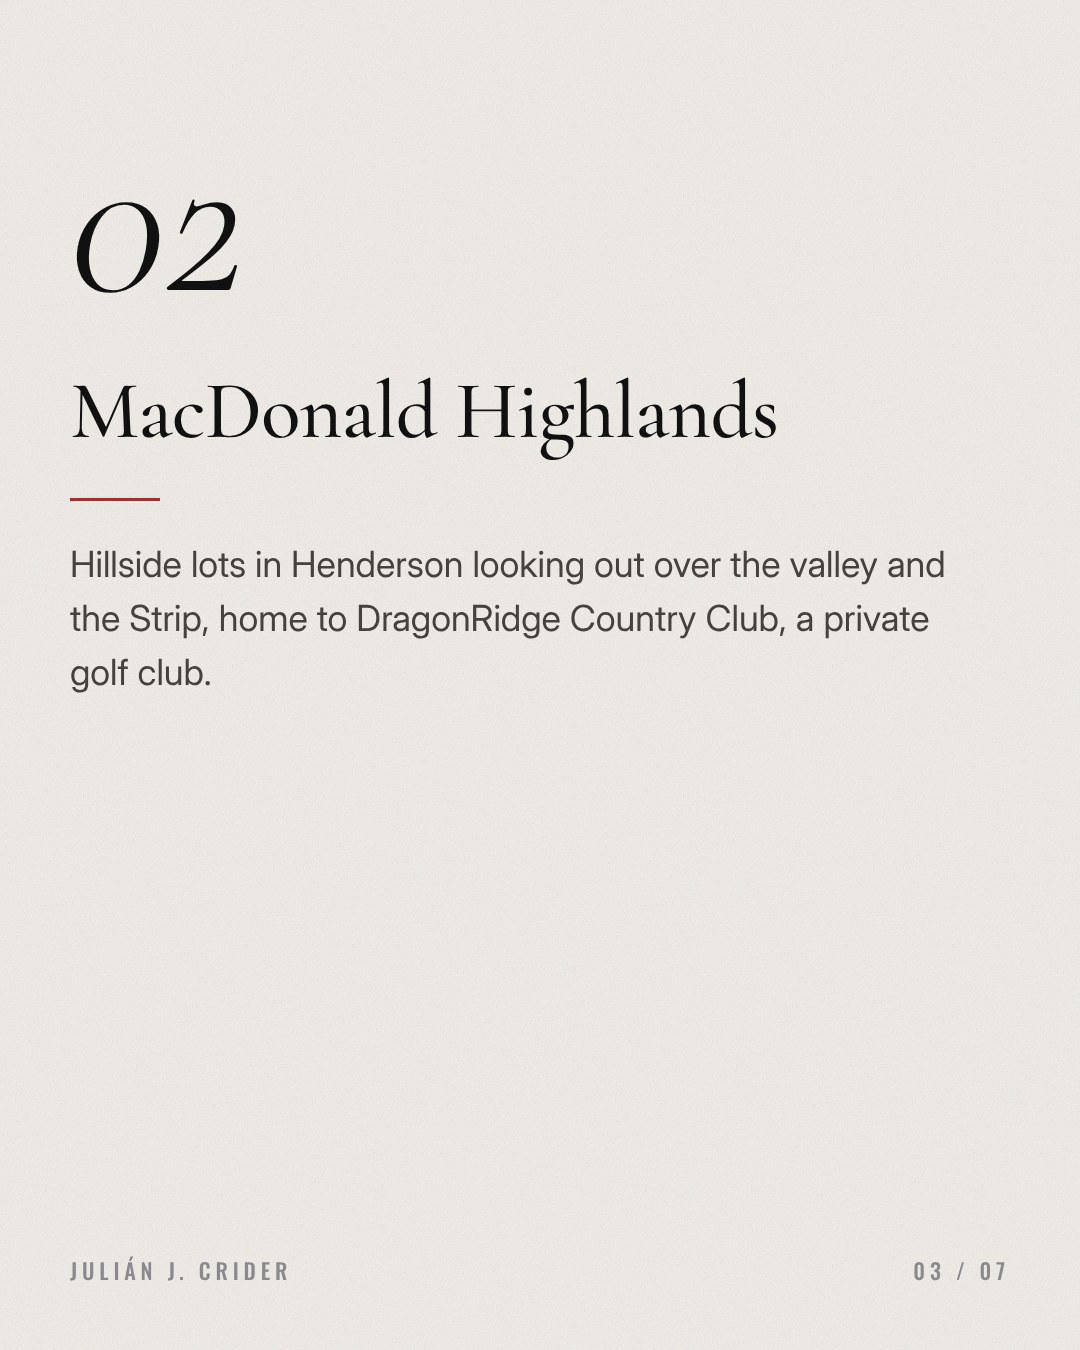 02
MacDonald Highlands
Hillside lots in Henderson looking out over the valley and
the Strip, home to DragonRidge Country Club, a private
golf club.
JULIÁN J. CRIDER
03 / 07